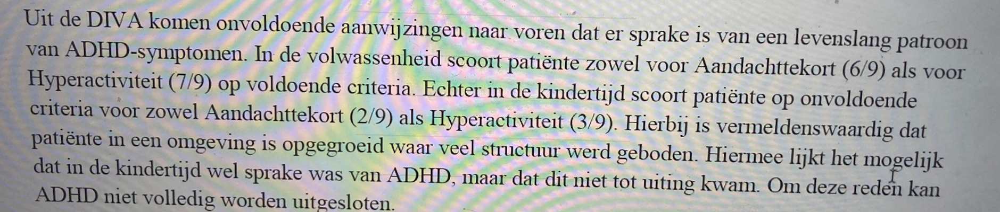 Uit de DIVA komen onvoldoende aanwijzingen naar voren dat er sprake is van een levenslang patroon
van ADHD-symptomen. In de volwassenheid scoort patiënte zowel voor Aandachttekort (6/9) als voor
Hyperactiviteit (7/9) op voldoende criteria. Echter in de kindertijd scoort patiënte op onvoldoende
criteria voor zowel Aandachttekort (2/9) als Hyperactiviteit (3/9). Hierbij is vermeldenswaardig dat
patiënte in een omgeving is opgegroeid waar veel structuur werd geboden. Hiermee lijkt het mogelijk
dat in de kindertijd wel sprake was van ADHD, maar dat dit niet tot uiting kwam. Om deze reden kan
ADHD niet volledig worden uitgesloten.